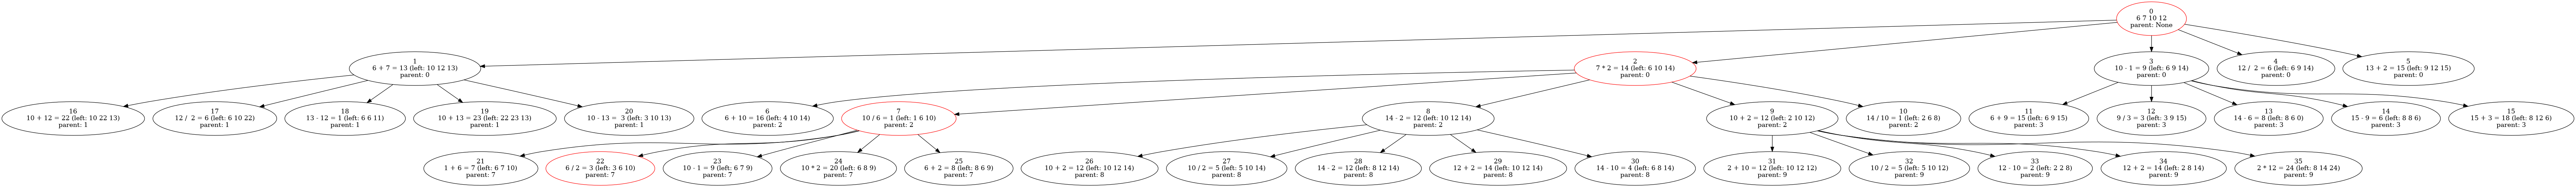 0
6 7 10 12
parent: None
1
6 + 7 = 13 (left: 10 12 13)
parent: 0
2
7 * 2 = 14 (left: 6 10 14)
parent: 0
3
10 - 1 = 9 (left: 6 9 14)
parent: 0
4
12 /  2 = 6 (left: 6 9 14)
parent: 0
5
13 + 2 = 15 (left: 9 12 15)
parent: 0
16
10 + 12 = 22 (left: 10 22 13)
parent: 1
17
12 /  2 = 6 (left: 6 10 22)
parent: 1
18
13 - 12 = 1 (left: 6 6 11)
parent: 1
19
10 + 13 = 23 (left: 22 23 13)
parent: 1
20
10 - 13 =  3 (left: 3 10 13)
parent: 1
6
6 + 10 = 16 (left: 4 10 14)
parent: 2
7
10 / 6 = 1 (left: 1 6 10)
parent: 2
8
14 - 2 = 12 (left: 10 12 14)
parent: 2
9
10 + 2 = 12 (left: 2 10 12)
parent: 2
10
14 / 10 = 1 (left: 2 6 8)
parent: 2
11
6 + 9 = 15 (left: 6 9 15)
parent: 3
12
9 / 3 = 3 (left: 3 9 15)
parent: 3
13
14 - 6 = 8 (left: 8 6 0)
parent: 3
14
15 - 9 = 6 (left: 8 8 6)
parent: 3
15
15 + 3 = 18 (left: 8 12 6)
parent: 3
21
1 + 6 = 7 (left: 6 7 10)
parent: 7
22
6 / 2 = 3 (left: 3 6 10)
parent: 7
23
10 - 1 = 9 (left: 6 7 9)
parent: 7
24
10 * 2 = 20 (left: 6 8 9)
parent: 7
25
6 + 2 = 8 (left: 8 6 9)
parent: 7
26
10 + 2 = 12 (left: 10 12 14)
parent: 8
27
10 / 2 = 5 (left: 5 10 14)
parent: 8
28
14 - 2 = 12 (left: 8 12 14)
parent: 8
29
12 + 2 = 14 (left: 10 12 14)
parent: 8
30
14 - 10 = 4 (left: 6 8 14)
parent: 8
31
2 + 10 = 12 (left: 10 12 12)
parent: 9
32
10 / 2 = 5 (left: 5 10 12)
parent: 9
33
12 - 10 = 2 (left: 2 2 8)
parent: 9
34
12 + 2 = 14 (left: 2 8 14)
parent: 9
35
2 * 12 = 24 (left: 8 14 24)
parent: 9